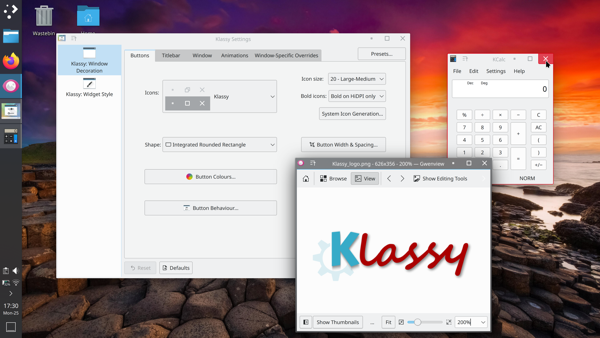 Wastebin
Home
Klassy Settings
Klassy: Window
Decoration
Klassy: Widget Style
Buttons
Titlebar
Window
Animations
Window-Specific Overrides
Presets...
Icons:
Klassy
Icon size:
20 - Large-Medium
Bold icons:
Bold on HiDPI only
System Icon Generation...
Shape:
Integrated Rounded Rectangle
Button Width & Spacing...
Button Colours...
Button Behaviour...
Reset
Defaults
KCalc
File
Edit
Settings
Help
Dec
Deg
0
%
÷
×
-
C
7
8
9
+
AC
4
5
6
(
1
2
3
=
)
+/-
NORM
Klassy_logo.png - 626x356 - 200% — Gwenview
Browse
View
Show Editing Tools
Klassy
Show Thumbnails
...
Fit
200%
17:30
Mon-25